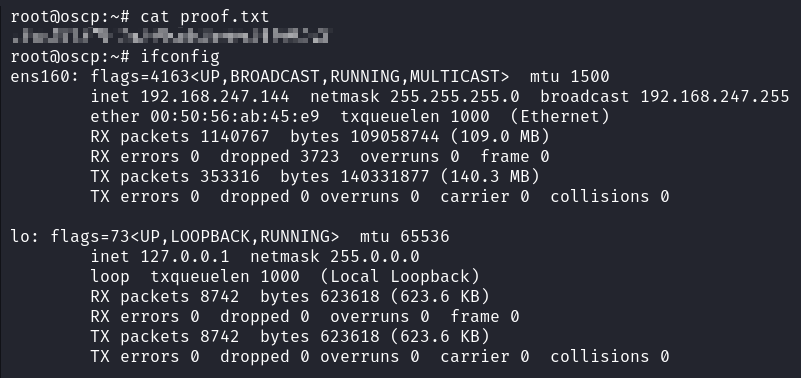 root@oscp:~# cat proof.txt
root@oscp:~# ifconfig
ens160: flags=4163<UP,BROADCAST,RUNNING,MULTICAST>  mtu 1500
        inet 192.168.247.144  netmask 255.255.255.0  broadcast 192.168.247.255
        ether 00:50:56:ab:45:e9  txqueuelen 1000  (Ethernet)
        RX packets 1140767  bytes 109058744 (109.0 MB)
        RX errors 0  dropped 3723  overruns 0  frame 0
        TX packets 353316  bytes 140331877 (140.3 MB)
        TX errors 0  dropped 0 overruns 0  carrier 0  collisions 0
lo: flags=73<UP,LOOPBACK,RUNNING>  mtu 65536
        inet 127.0.0.1  netmask 255.0.0.0
        loop  txqueuelen 1000  (Local Loopback)
        RX packets 8742  bytes 623618 (623.6 KB)
        RX errors 0  dropped 0  overruns 0  frame 0
        TX packets 8742  bytes 623618 (623.6 KB)
        TX errors 0  dropped 0 overruns 0  carrier 0  collisions 0